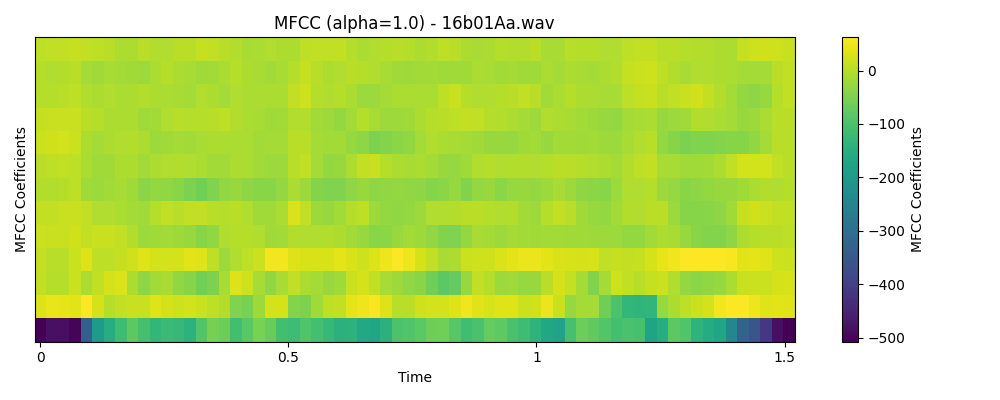 MFCC (alpha=1.0) - 16b01Aa.wav
MFCC Coefficients
0
0.5
1
1.5
Time
0
−100
−200
−300
−400
−500
MFCC Coefficients